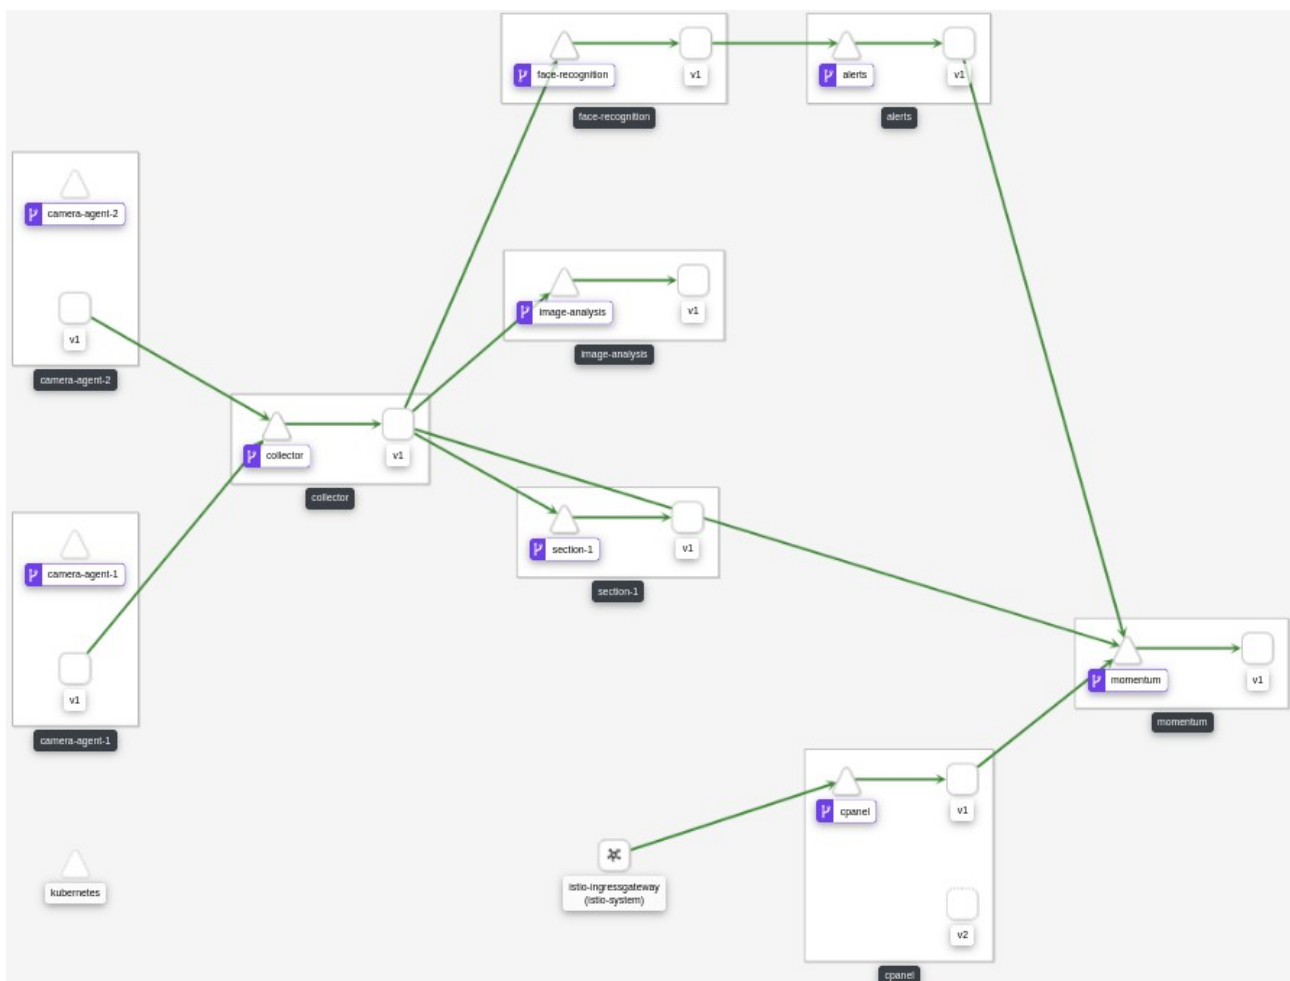 face-recognition
v1
face-recognition
alerts
v1
alerts
camera-agent-2
v1
camera-agent-2
image-analysis
v1
image-analysis
collector
v1
collector
section-1
v1
section-1
camera-agent-1
v1
camera-agent-1
momentum
v1
momentum
cpanel
v1
v2
cpanel
istio-ingressgateway
(istio-system)
kubernetes